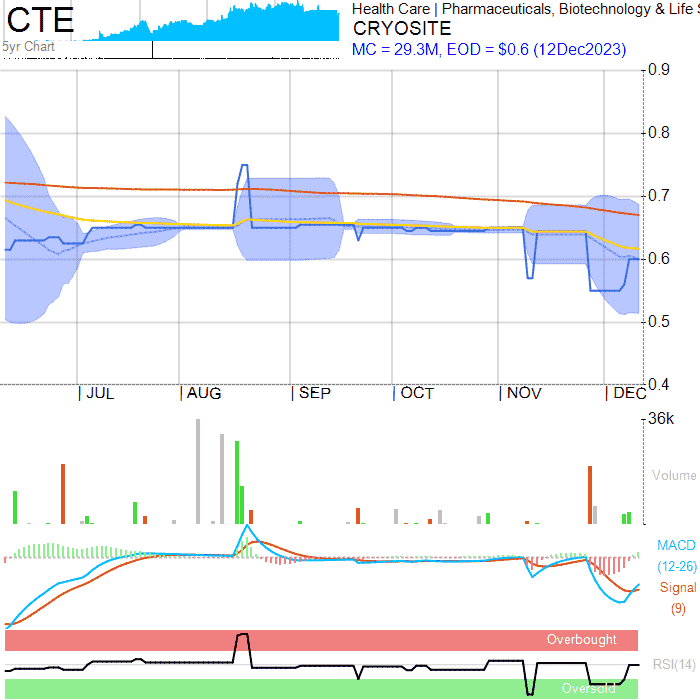 CTE
5yr Chart
Health Care | Pharmaceuticals, Biotechnology & Life S
CRYOSITE
MC = 29.3M, EOD = $0.6 (12Dec2023)
0.9
0.8
0.7
0.6
0.5
0.4
| JUL | AUG | SEP | OCT | NOV | DEC
36k
Volume
MACD
(12-26)
Signal
(9)
Overbought
RSI(14)
Oversold